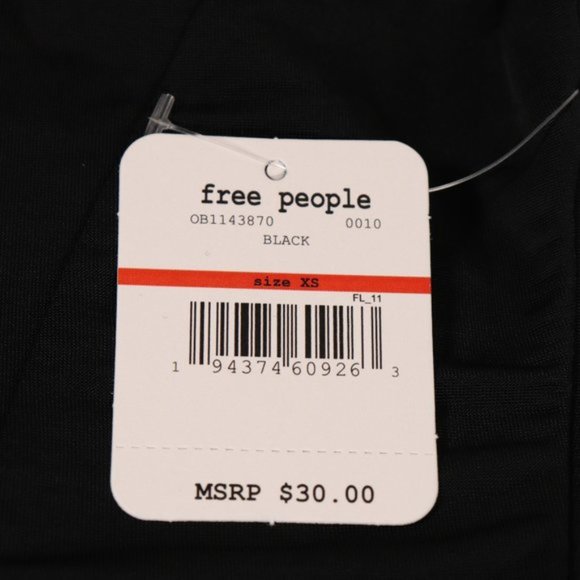 free people
OB1143870 0010
BLACK
size XS
FL_11
1 94374 60926 3
MSRP $30.00